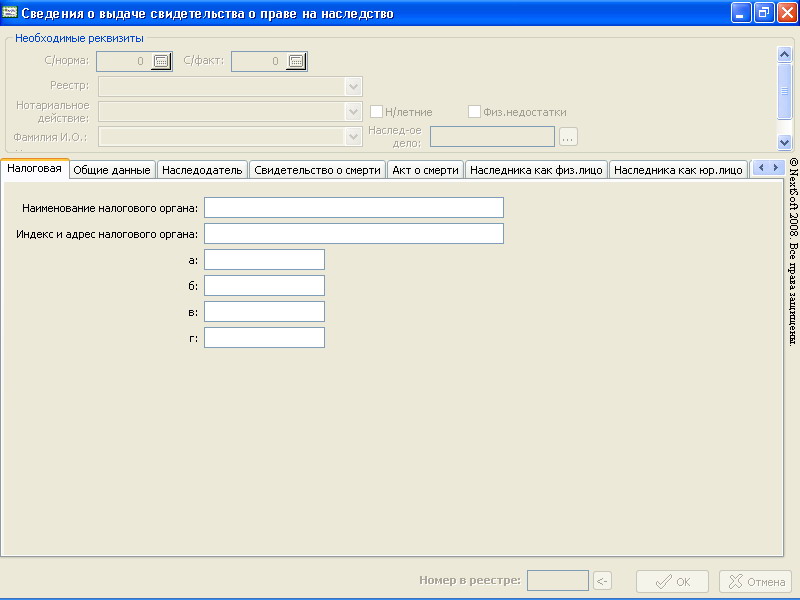 Сведения о выдаче свидетельства о праве на наследство
Необходимые реквизиты
С/норма: 0 С/факт: 0
Реестр:
Нотариальное действие: Н/летние Физ.недостатки
Фамилия И.О.: Наслед-ое дело: ...
Налоговая Общие данные Наследодатель Свидетельство о смерти Акт о смерти Наследника как физ.лицо Наследника как юр.лицо
Наименование налогового органа:
Индекс и адрес налогового органа:
а:
б:
в:
г:
© NextSoft 2008. Все права защищены.
Номер в реестре: <- OK Отмена